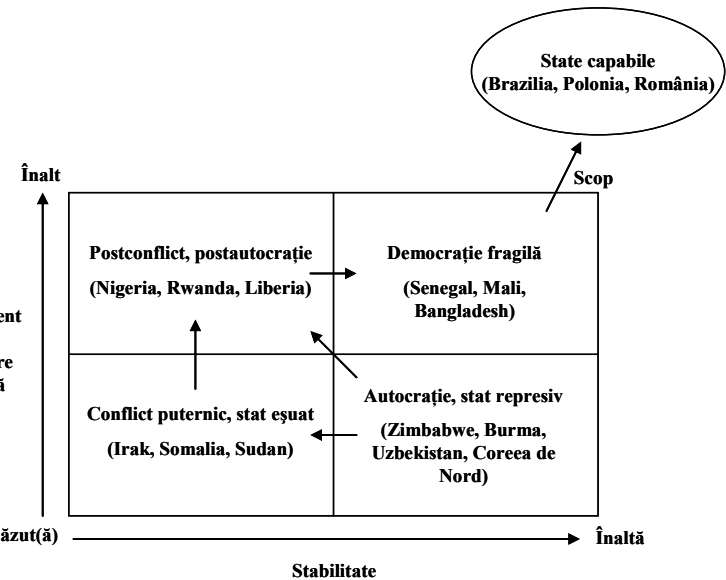 State capabile
(Brazilia, Polonia, România)
Înalt
Scop
Postconflict, postautocrație
(Nigeria, Rwanda, Liberia)
Democrație fragilă
(Senegal, Mali,
Bangladesh)
Conflict puternic, stat eșuat
(Irak, Somalia, Sudan)
Autocrație, stat represiv
(Zimbabwe, Burma,
Uzbekistan, Coreea de
Nord)
Înaltă
Stabilitate